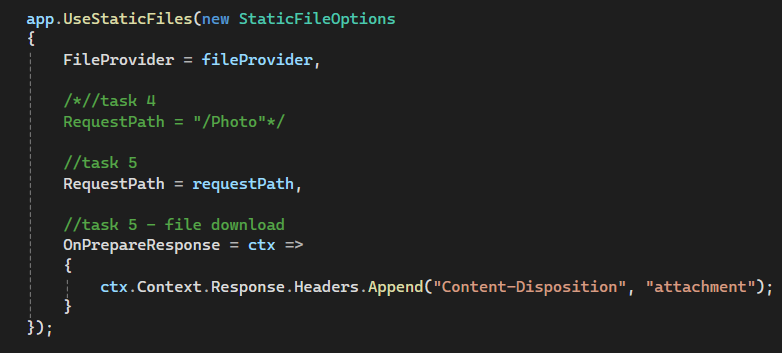 app.UseStaticFiles(new StaticFileOptions
{
FileProvider = fileProvider,
/*//task 4
RequestPath = "/Photo"*/
//task 5
RequestPath = requestPath,
//task 5 - file download
OnPrepareResponse = ctx =>
{
ctx.Context.Response.Headers.Append("Content-Disposition", "attachment");
}
});